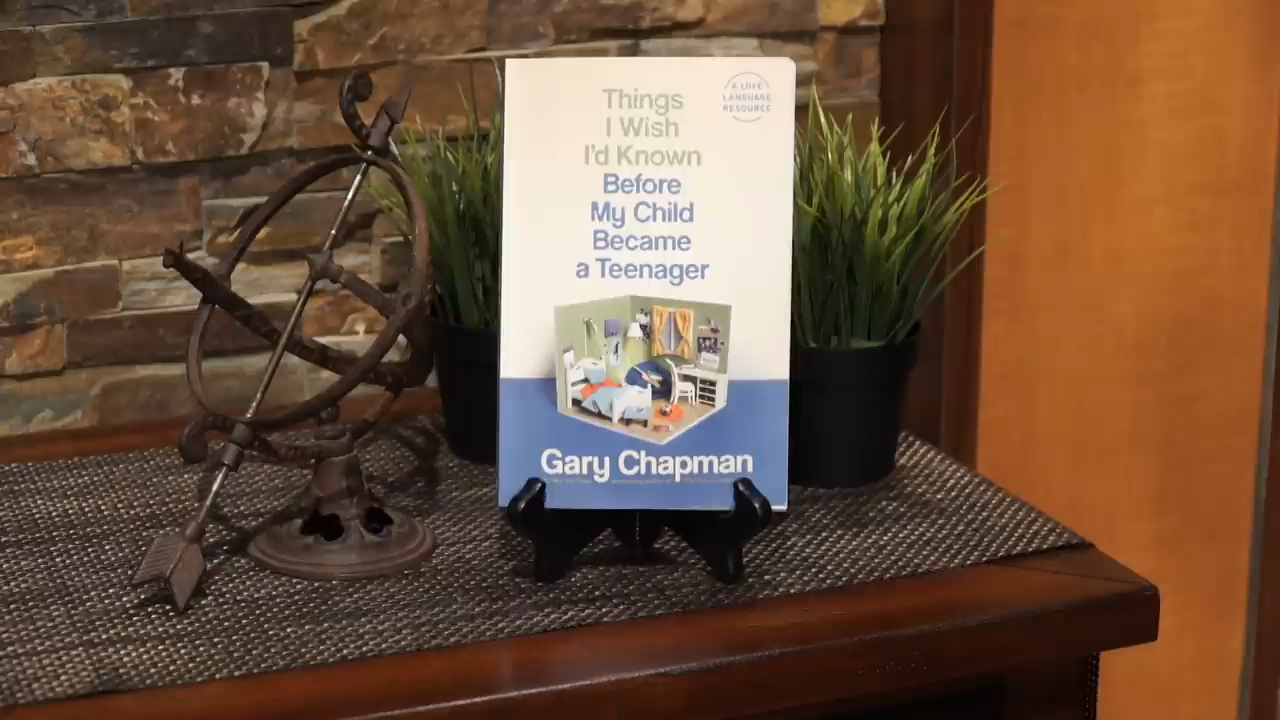 Things
I Wish
I'd Known
Before
My Child
Became
a Teenager
A LOVE
LANGUAGE
RESOURCE
Gary Chapman